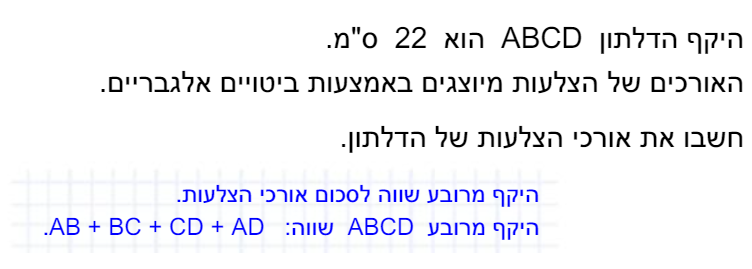 היקף הדלתון ABCD הוא 22 ס"מ.
האורכים של הצלעות מיוצגים באמצעות ביטויים אלגבריים.
חשבו את אורכי הצלעות של הדלתון.
היקף מרובע שווה לסכום אורכי הצלעות.
היקף מרובע ABCD שווה: AB + BC + CD + AD.